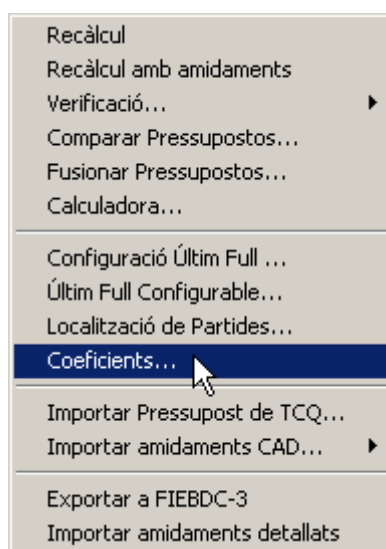 Recàlcul
Recàlcul amb amidaments
Verificació...
Comparar Pressupostos...
Fusionar Pressupostos...
Calculadora...
Configuració Últim Full ...
Últim Full Configurable...
Localització de Partides...
Coeficients...
Importar Pressupost de TCQ...
Importar amidaments CAD...
Exportar a FIEBDC-3
Importar amidaments detallats